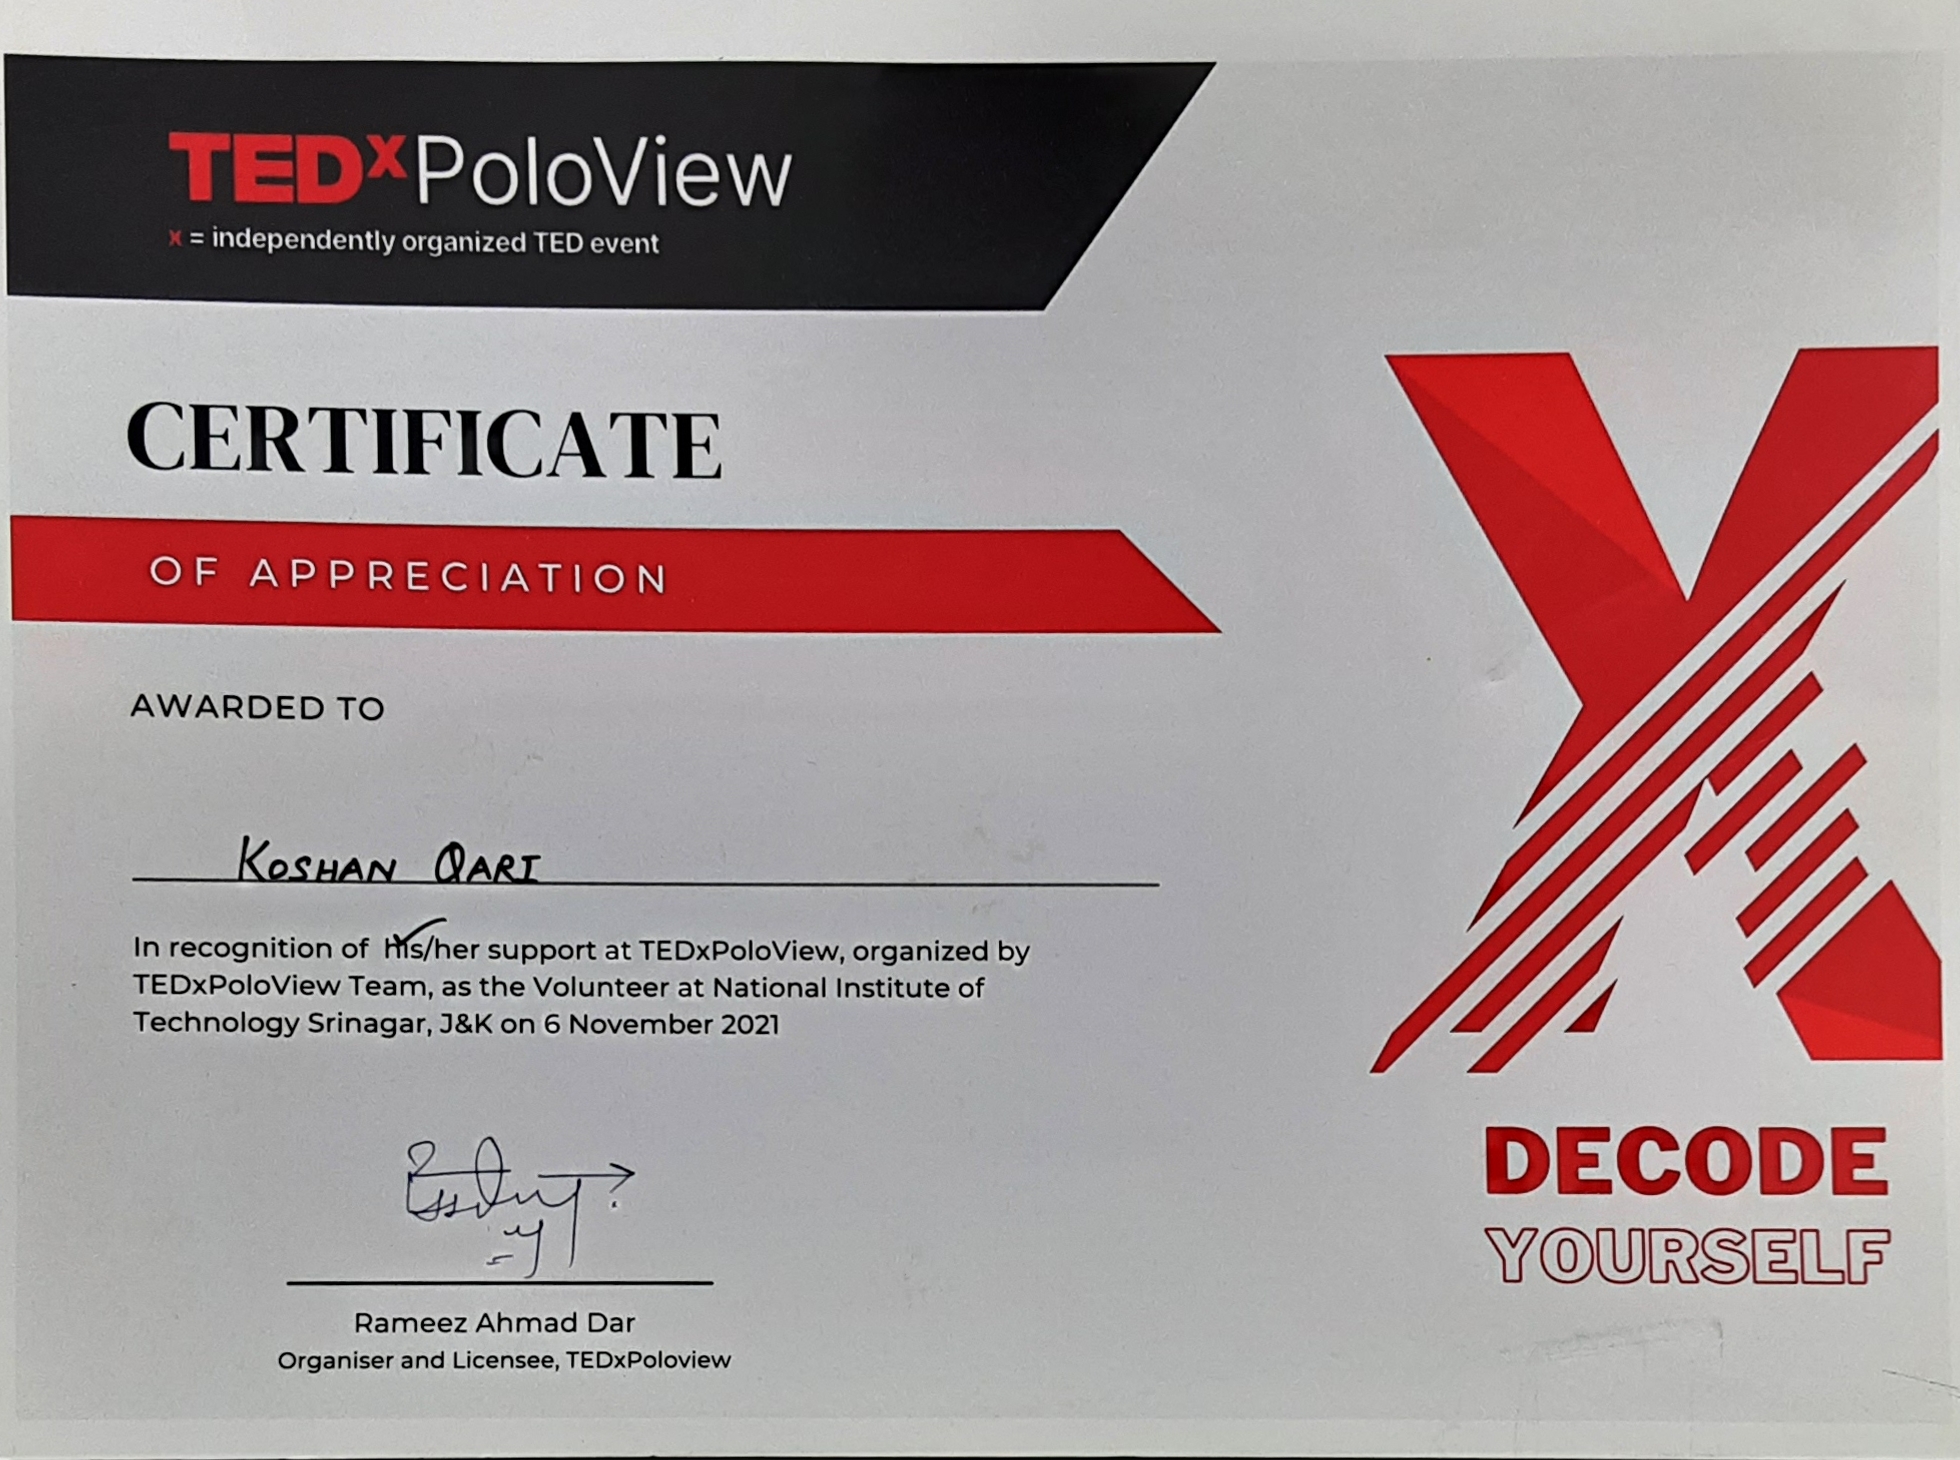 TEDxPoloView
x = independently organized TED event
CERTIFICATE
OF APPRECIATION
AWARDED TO
KOSHAN QARI
In recognition of his/her support at TEDxPoloView, organized by
TEDxPoloView Team, as the Volunteer at National Institute of
Technology Srinagar, J&K on 6 November 2021
Rameez Ahmad Dar
Organiser and Licensee, TEDxPoloview
X
DECODE
YOURSELF